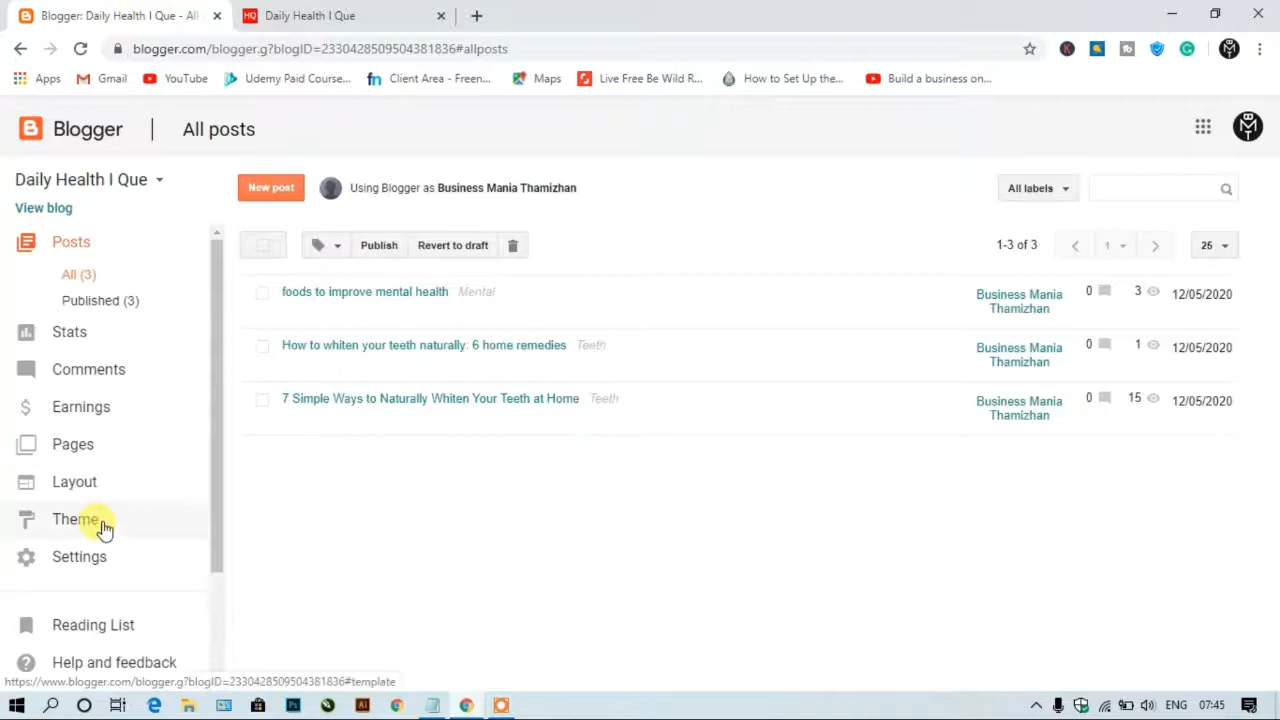 Blogger: Daily Health I Que - All
Daily Health I Que
blogger.com/blogger.g?blogID=2330428509504381836#allposts
Apps
Gmail
YouTube
Udemy Paid Course...
Client Area - Freen...
Maps
Live Free Be Wild R...
How to Set Up the...
Build a business on...
Blogger
All posts
Daily Health I Que
View blog
New post
Using Blogger as Business Mania Thamizhan
All labels
Posts
All (3)
Published (3)
Stats
Comments
Earnings
Pages
Layout
Theme
Settings
Reading List
Help and feedback
Publish
Revert to draft
1-3 of 3
1
25
foods to improve mental health Mental
Business Mania
Thamizhan
0
3
12/05/2020
How to whiten your teeth naturally: 6 home remedies Teeth
Business Mania
Thamizhan
0
1
12/05/2020
7 Simple Ways to Naturally Whiten Your Teeth at Home Teeth
Business Mania
Thamizhan
0
15
12/05/2020
https://www.blogger.com/blogger.g?blogID=2330428509504381836#template
ENG
07:45